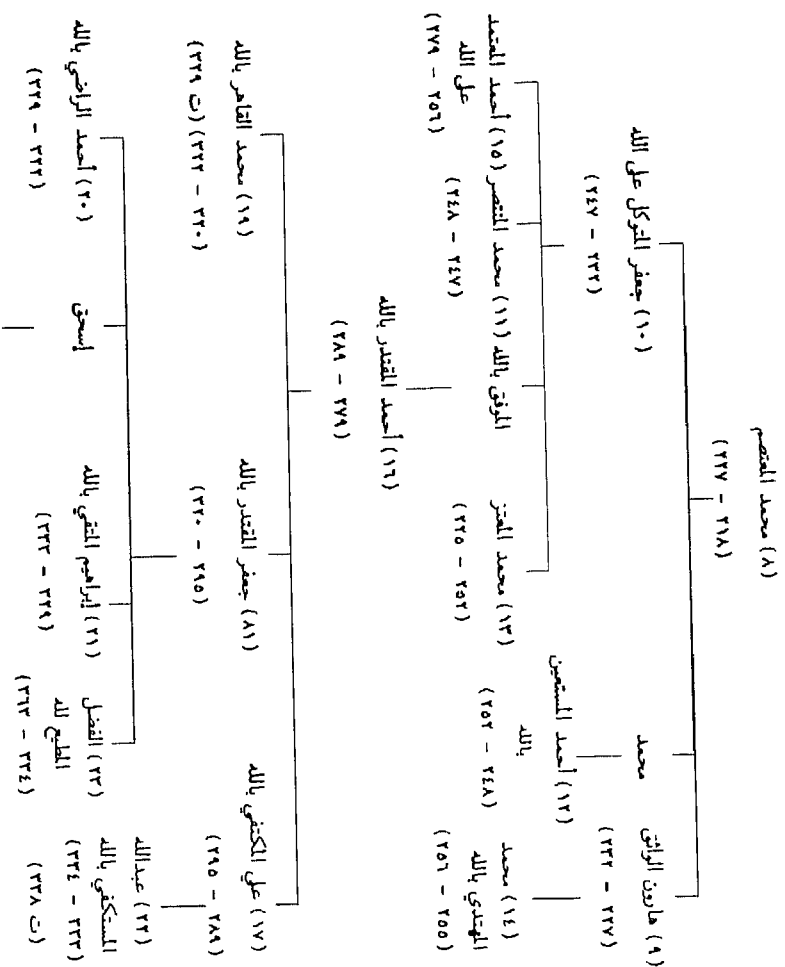 (٨) محمد المعتصم
(٢١٨ - ٢٢٧)
(٩) هارون الواثق
(٢٢٧ - ٢٣٢)
محمد
(١٠) جعفر المتوكل على الله
(٢٣٢ - ٢٤٧)
(١٤) محمد
المهتدي بالله
(٢٥٥ - ٢٥٦)
(١٢) أحمد المستعين
بالله
(٢٤٨ - ٢٥٢)
(١٣) محمد المعتز
(٢٥٢ - ٢٢٥)
الموفق بالله
(١١) محمد المنتصر
(٢٤٧ - ٢٤٨)
(١٥) أحمد المعتمد
على الله
(٢٥٦ - ٢٧٩)
(١٦) أحمد المقتدر بالله
(٢٧٩ - ٢٨٩)
(١٧) علي المكتفي بالله
(٢٨٩ - ٢٩٥)
(٨١) جعفر المقتدر بالله
(٢٩٥ - ٣٢٠)
(١٩) محمد القاهر بالله
(٣٢٠ - ٣٢٢) (ت ٣٣٩)
(٢٢) عبدالله
المستكفي بالله
(٣٣٣ - ٣٣٤)
(ت ٣٣٨)
(٢٣) الفضل
المطيع لله
(٣٣٤ - ٣٦٣)
(٢١) إبراهيم المتقي بالله
(٣٢٩ - ٣٣٣)
إسحق
(٢٠) أحمد الراضي بالله
(٣٢٢ - ٣٢٩)